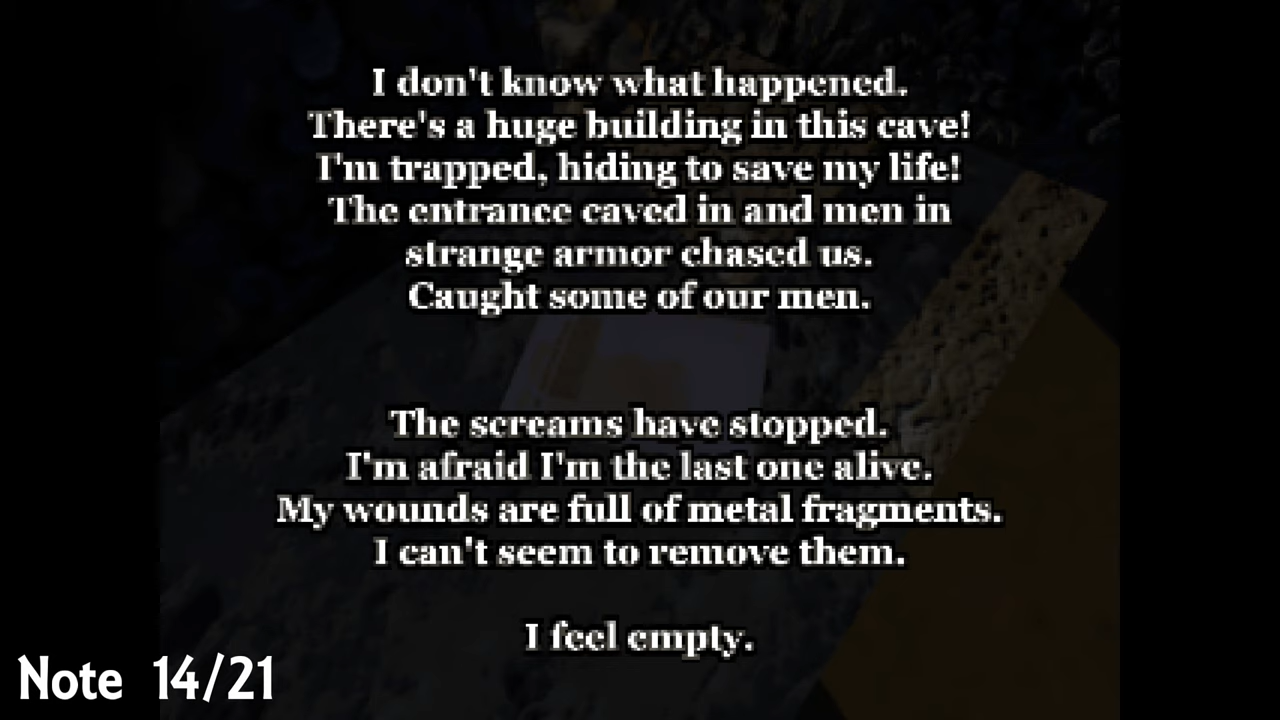 I don't know what happened.
There's a huge building in this cave!
I'm trapped, hiding to save my life!
The entrance caved in and men in
strange armor chased us.
Caught some of our men.
The screams have stopped.
I'm afraid I'm the last one alive.
My wounds are full of metal fragments.
I can't seem to remove them.
I feel empty.
Note 14/21